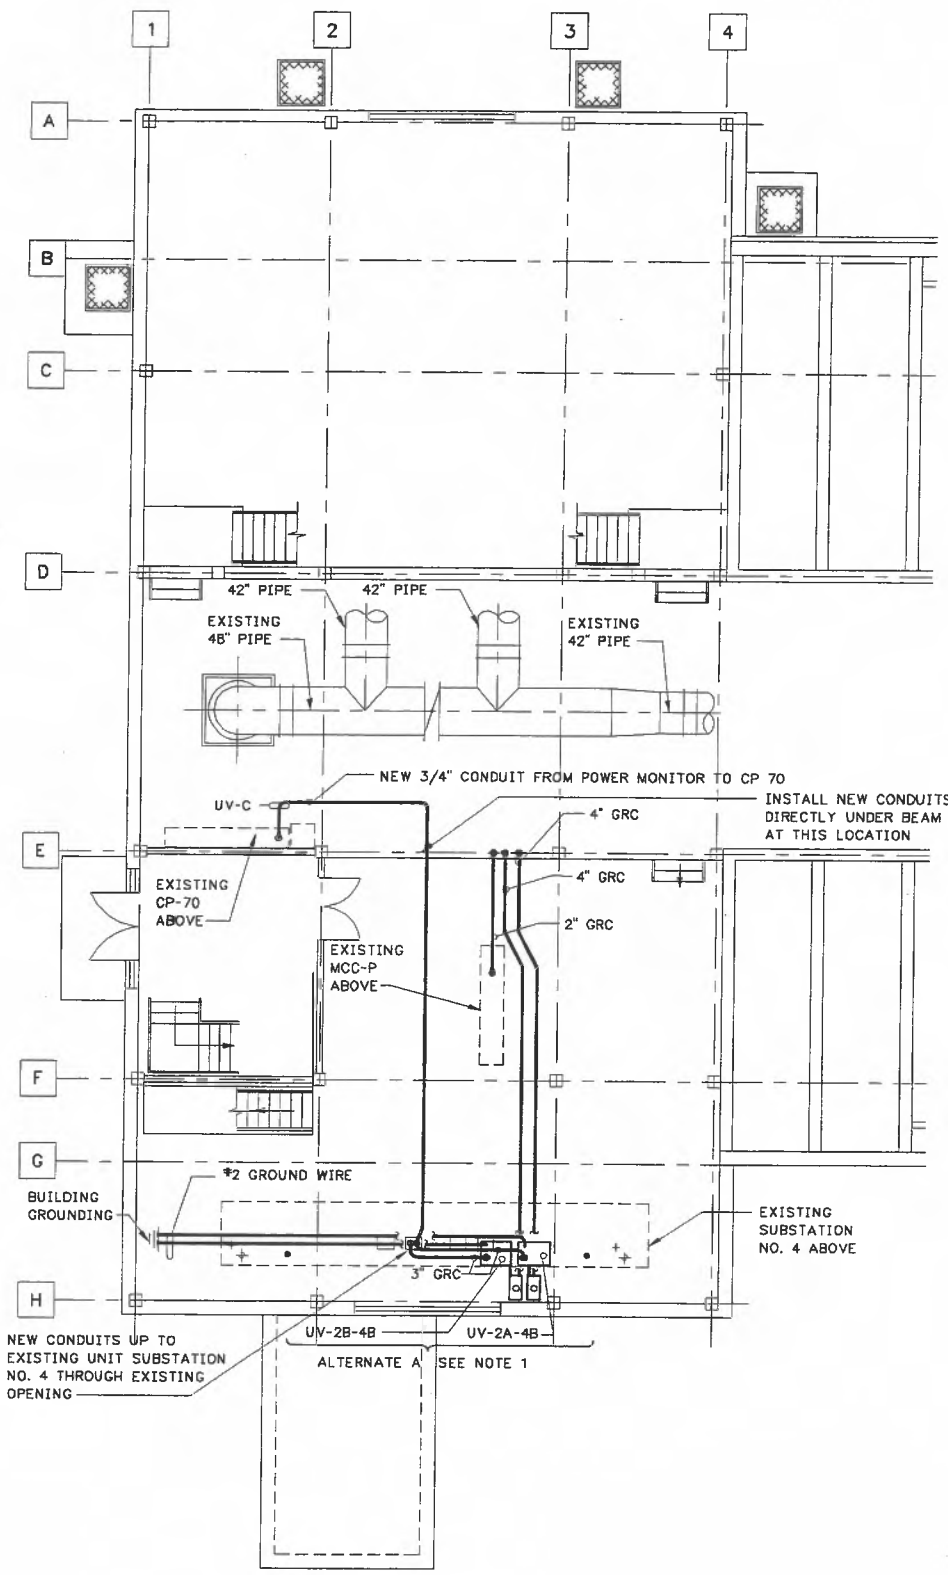 1
2
3
4
A
B
C
D
42" PIPE
42" PIPE
EXISTING
48" PIPE
EXISTING
42" PIPE
NEW 3/4" CONDUIT FROM POWER MONITOR TO CP 70
UV-C
INSTALL NEW CONDUITS
DIRECTLY UNDER BEAM
AT THIS LOCATION
4" GRC
E
4" GRC
EXISTING
CP-70
ABOVE
2" GRC
EXISTING
MCC-P
ABOVE
F
G
#2 GROUND WIRE
BUILDING
GROUNDING
EXISTING
SUBSTATION
NO. 4 ABOVE
3" GRC
H
UV-2B-4B
UV-2A-4B
NEW CONDUITS UP TO
EXISTING UNIT SUBSTATION
NO. 4 THROUGH EXISTING
OPENING
ALTERNATE A SEE NOTE 1